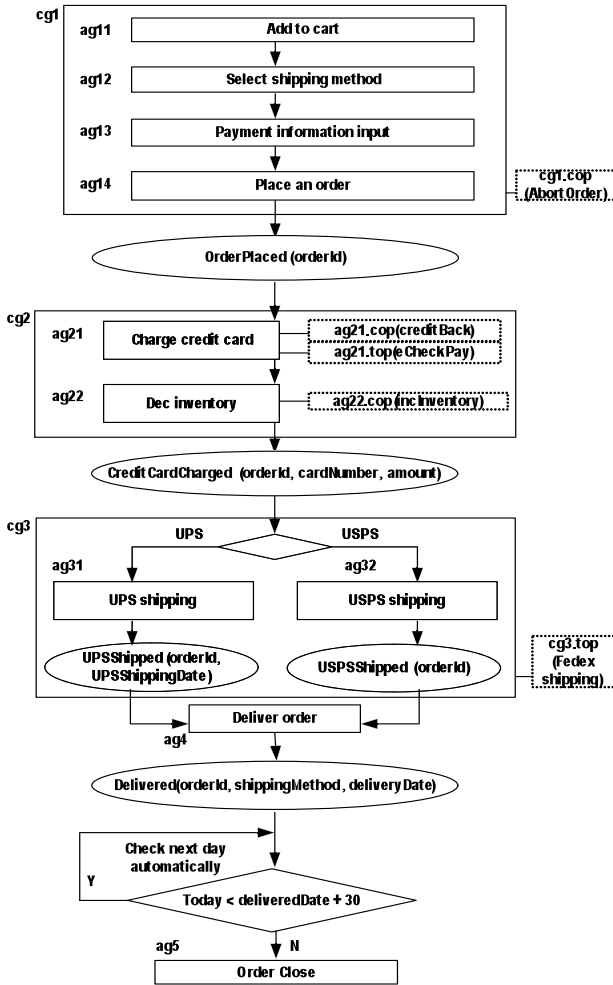 cg1
ag11
Add to cart
ag12
Select shipping method
ag13
Payment information input
ag14
Place an order
cg1.cop
(AbortOrder)
OrderPlaced (orderId)
cg2
ag21
Charge credit card
ag21.cop(creditBack)
ag21.top(eCheckPay)
ag22
Dec inventory
ag22.cop(incInventory)
CreditCardCharged (orderId, cardNumber, amount)
cg3
UPS
USPS
ag31
ag32
UPS shipping
USPS shipping
UPSShipped (orderId,
UPSShippingDate)
USPSShipped (orderId)
cg3.top
(Fedex
shipping)
Deliver order
ag4
Delivered(orderId, shippingMethod, deliveryDate)
Check next day
automatically
Y
Today < deliveredDate + 30
ag5
N
Order Close